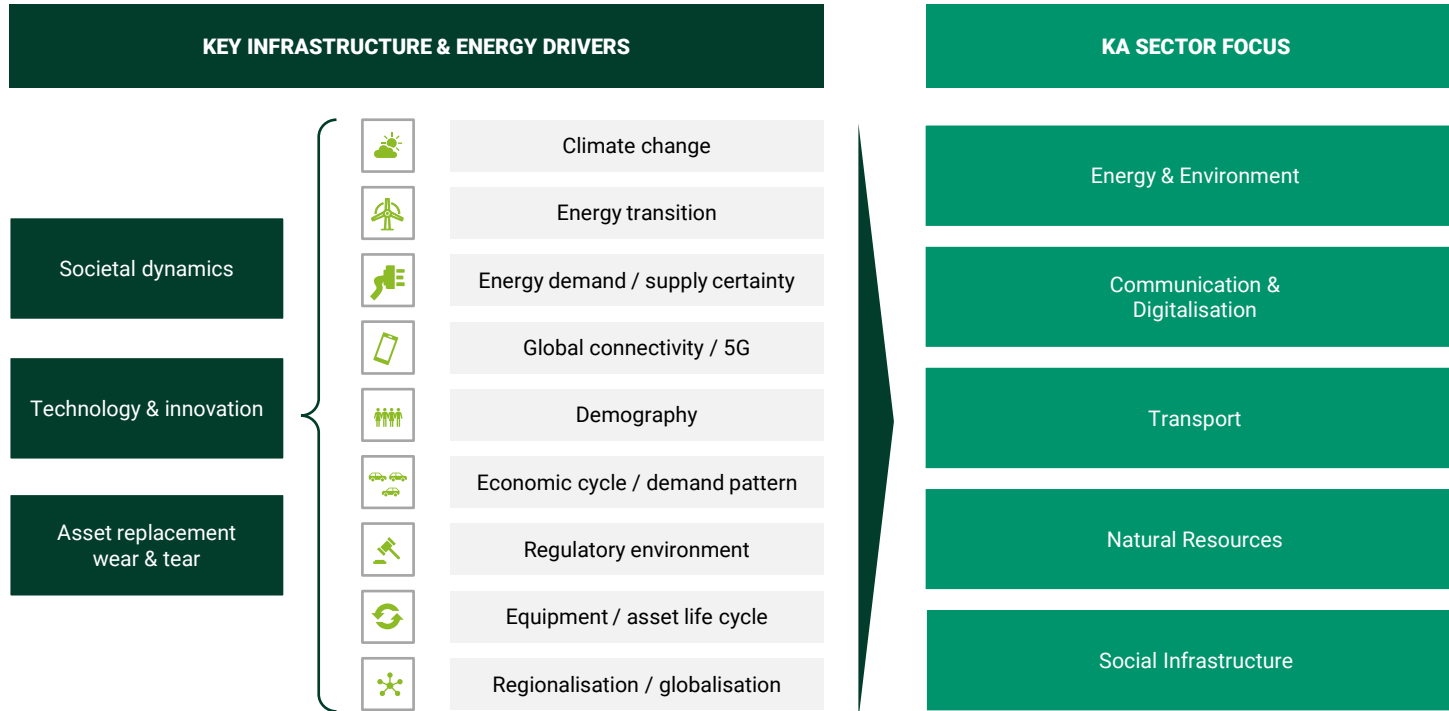 KEY INFRASTRUCTURE & ENERGY DRIVERS
KA SECTOR FOCUS
Societal dynamics
Technology & innovation
Asset replacement
wear & tear
Climate change
Energy transition
Energy demand / supply certainty
Global connectivity / 5G
Demography
Economic cycle / demand pattern
Regulatory environment
Equipment / asset life cycle
Regionalisation / globalisation
Energy & Environment
Communication &
Digitalisation
Transport
Natural Resources
Social Infrastructure